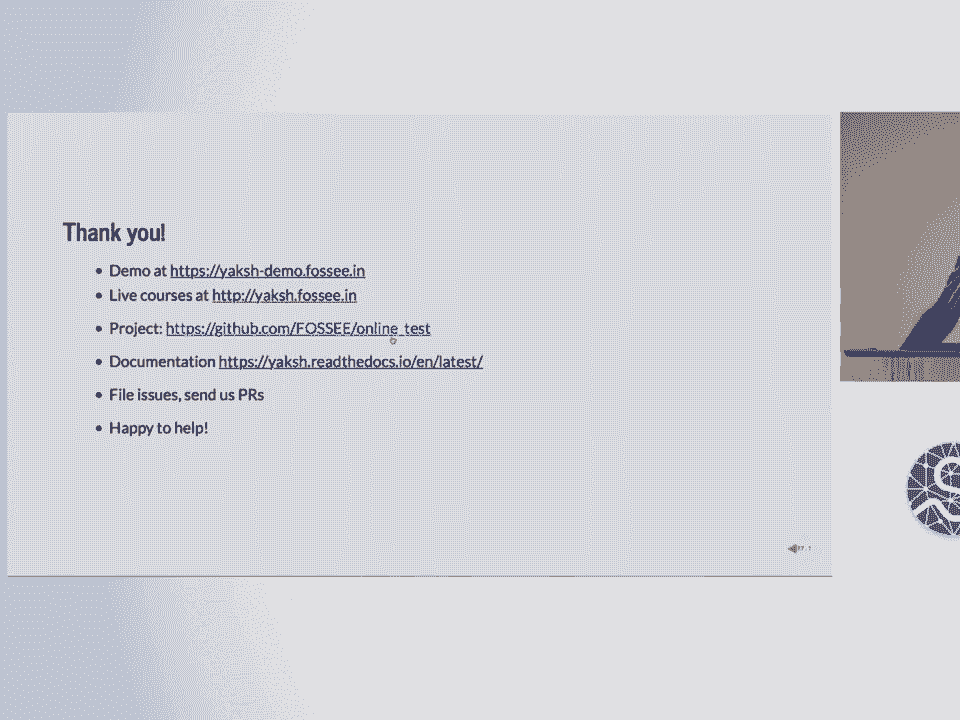 Thank you!
Demo at https://yaksh-demo.fossee.in
Live courses at http://yaksh.fossee.in
Project: https://github.com/FOSSEE/online_test
Documentation https://yaksh.readthedocs.io/en/latest/
File issues, send us PRs
Happy to help!